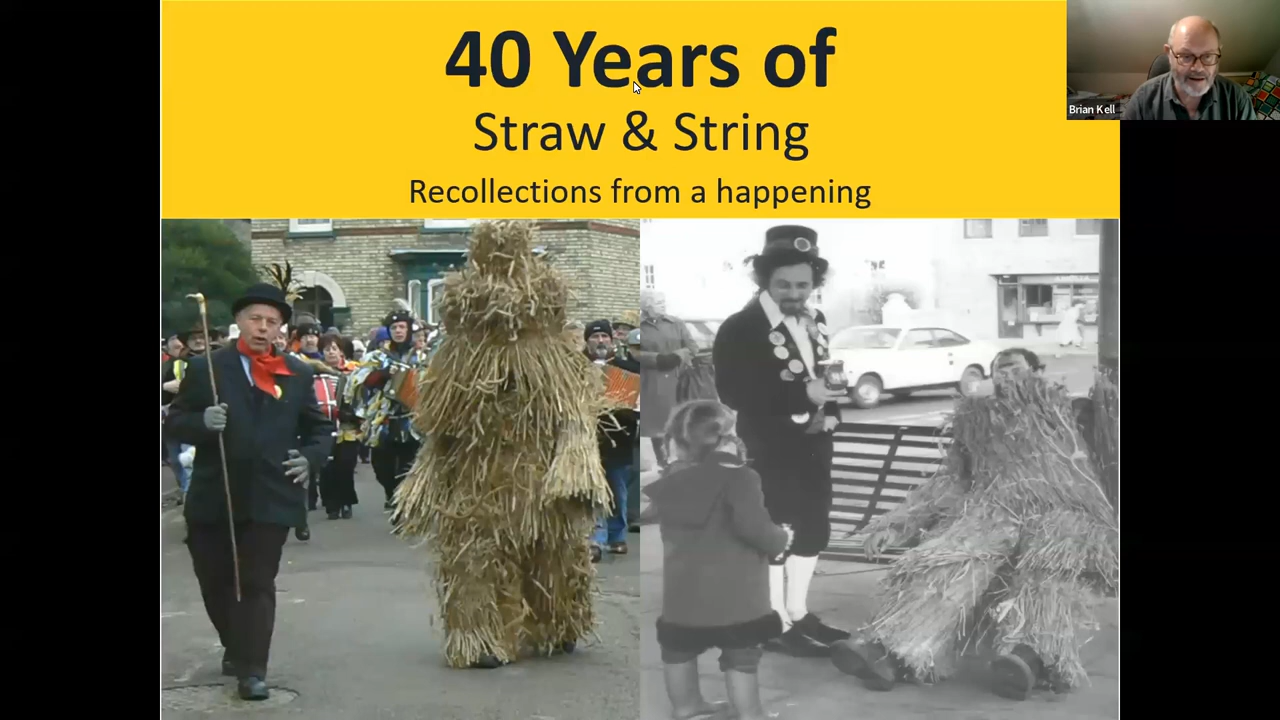 40 Years of
Straw & String
Recollections from a happening
Brian Kell